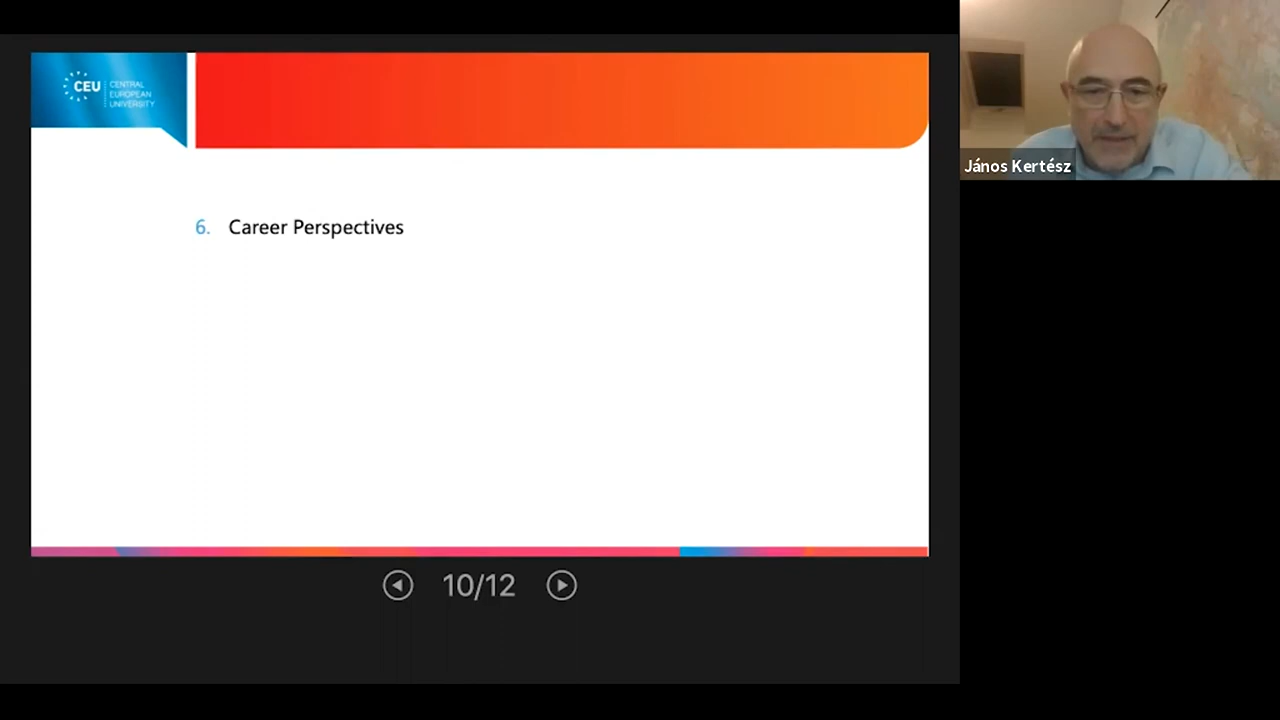 CEU
CENTRAL
EUROPEAN
UNIVERSITY
János Kertész
6. Career Perspectives
10/12